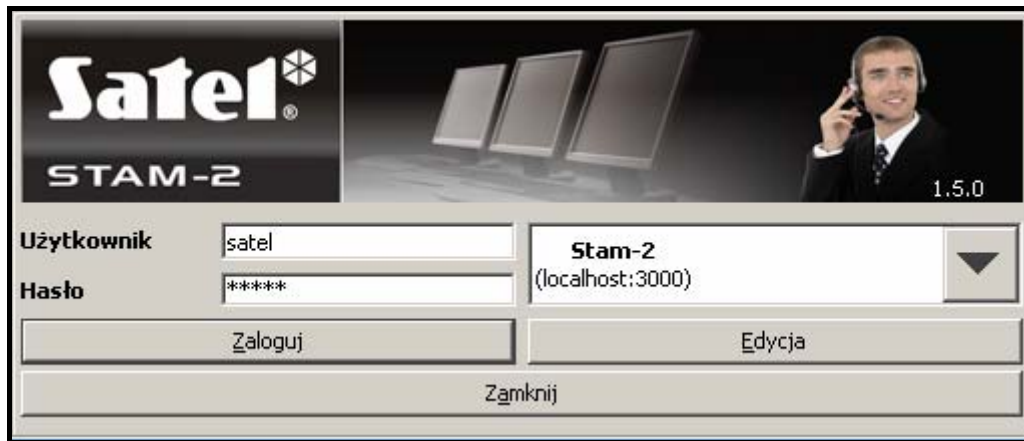 Satel®
STAM-2
1.5.0
Użytkownik
satel
Stam-2
(localhost:3000)
Hasło
*****
Zaloguj
Edycja
Zamknij